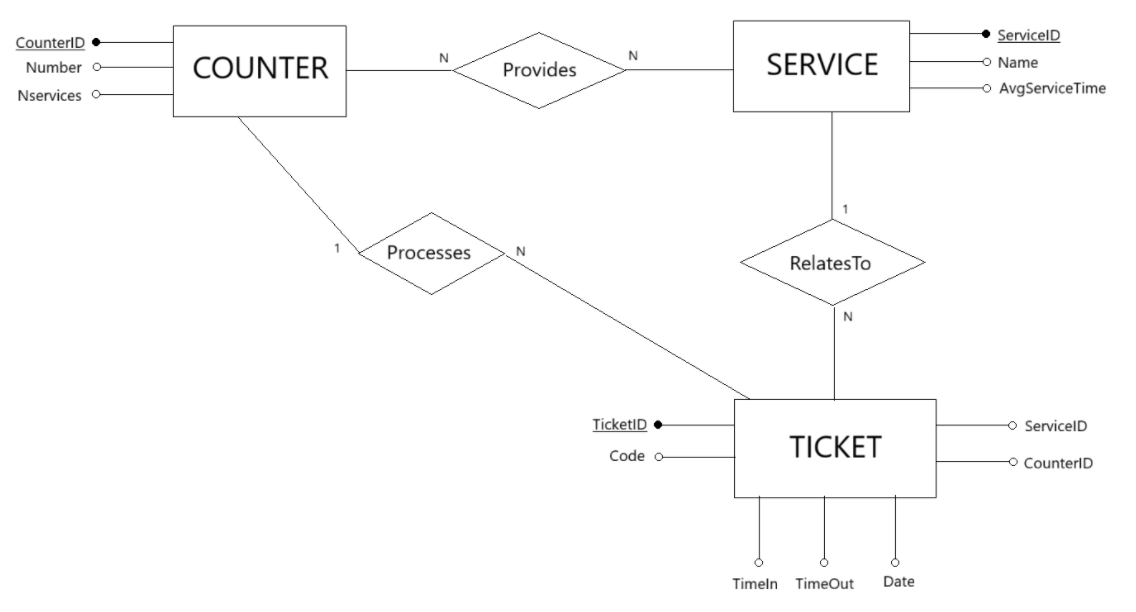 CounterID
Number
Nservices
COUNTER
N
Provides
N
SERVICE
ServiceID
Name
AvgServiceTime
1
Processes
N
1
RelatesTo
N
TicketID
Code
TICKET
ServiceID
CounterID
TimeIn
TimeOut
Date